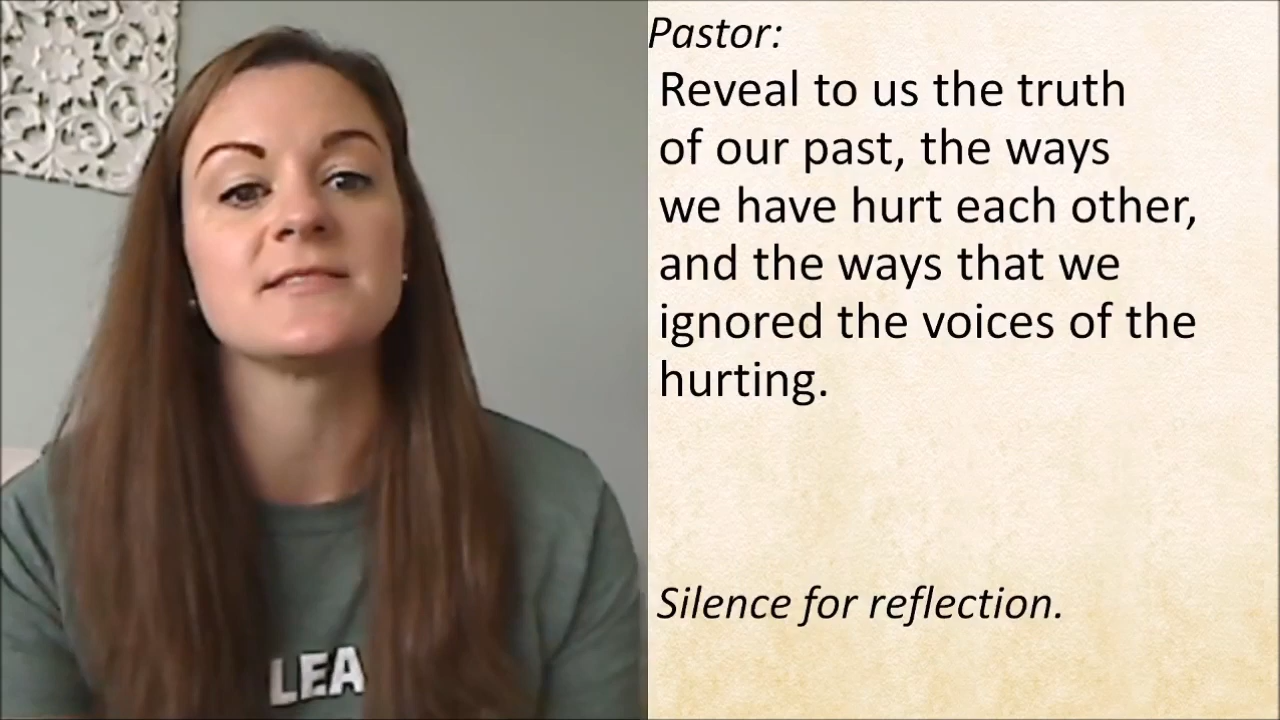 Pastor:
Reveal to us the truth
of our past, the ways
we have hurt each other,
and the ways that we
ignored the voices of the
hurting.
Silence for reflection.
LEA